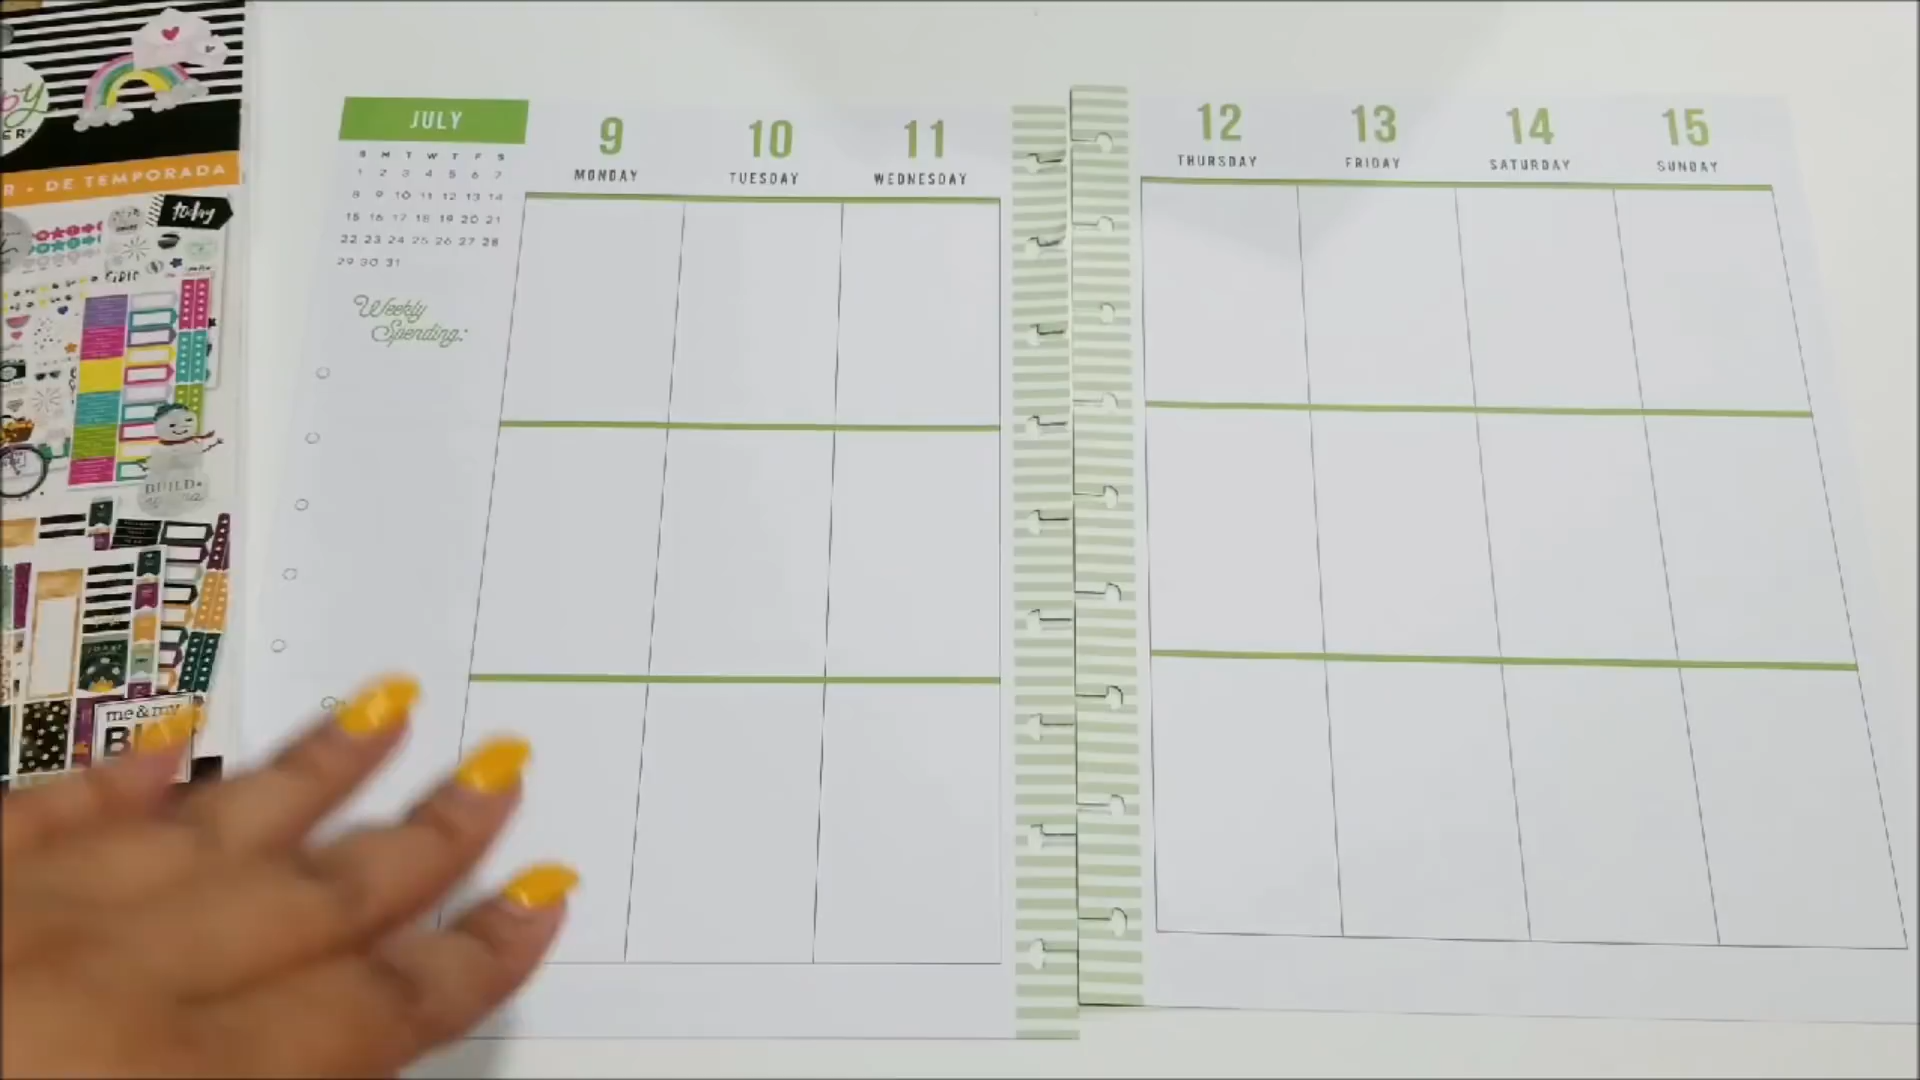 JULY
S M T W T F S
1 2 3 4 5 6 7
8 9 10 11 12 13 14
15 16 17 18 19 20 21
22 23 24 25 26 27 28
29 30 31
Weekly
Spending:
9
MONDAY
10
TUESDAY
11
WEDNESDAY
12
THURSDAY
13
FRIDAY
14
SATURDAY
15
SUNDAY
R - DE TEMPORADA
today
GIRLS
BUILD
me & my